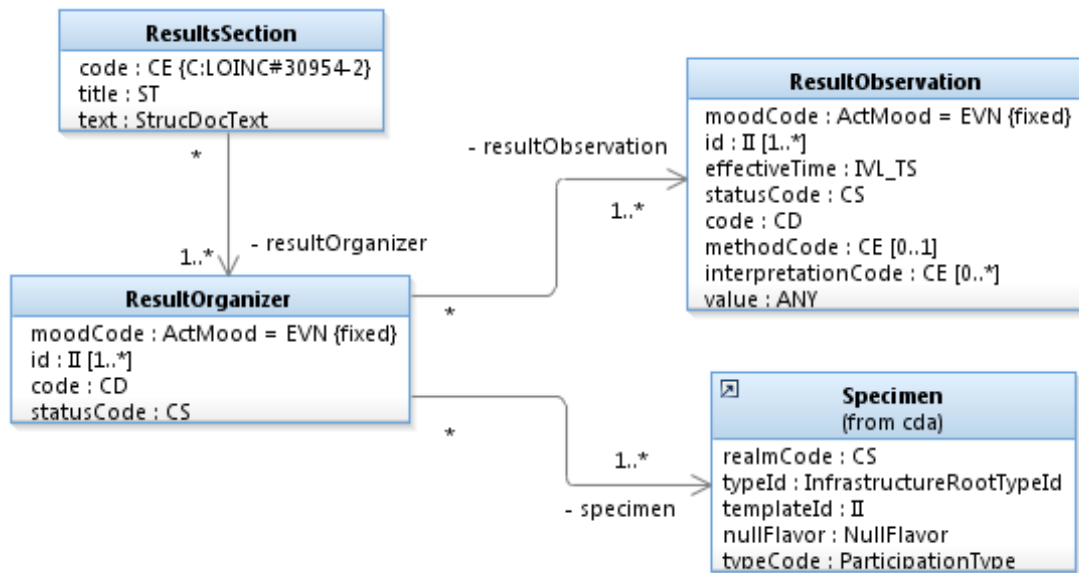 ResultsSection
code : CE {C:LOINC#30954-2}
title : ST
text : StrucDocText
*
1..*
- resultOrganizer
ResultOrganizer
moodCode : ActMood = EVN {fixed}
id : II [1..*]
code : CD
statusCode : CS
*
- resultObservation
1..*
ResultObservation
moodCode : ActMood = EVN {fixed}
id : II [1..*]
effectiveTime : IVL_TS
statusCode : CS
code : CD
methodCode : CE [0..1]
interpretationCode : CE [0..*]
value : ANY
*
1..*
- specimen
Specimen
(from cda)
realmCode : CS
typeId : InfrastructureRootTypeId
templateId : II
nullFlavor : NullFlavor
typeCode : ParticipationType